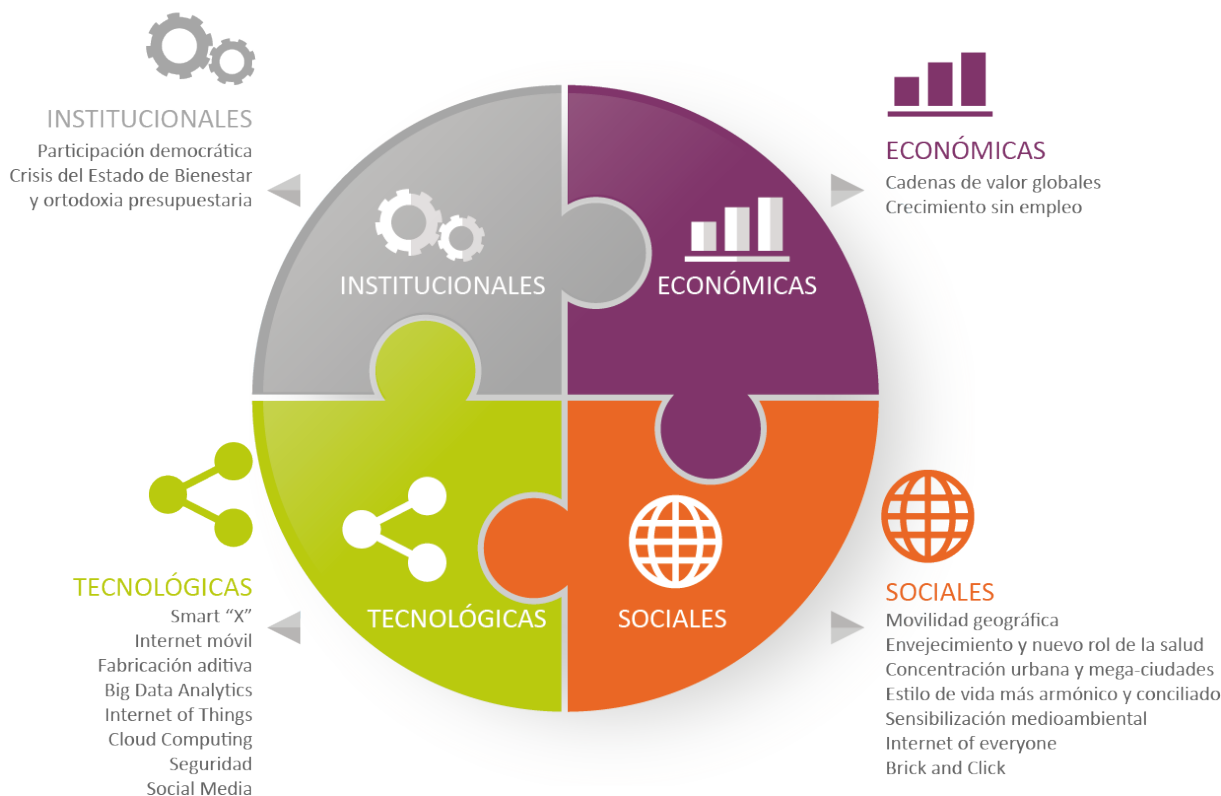 INSTITUCIONALES
Participación democrática
Crisis del Estado de Bienestar
y ortodoxia presupuestaria
ECONÓMICAS
Cadenas de valor globales
Crecimiento sin empleo
INSTITUCIONALES
ECONÓMICAS
TECNOLÓGICAS
SOCIALES
TECNOLÓGICAS
Smart “X”
Internet móvil
Fabricación aditiva
Big Data Analytics
Internet of Things
Cloud Computing
Seguridad
Social Media
SOCIALES
Movilidad geográfica
Envejecimiento y nuevo rol de la salud
Concentración urbana y mega-ciudades
Estilo de vida más armónico y conciliado
Sensibilización medioambiental
Internet of everyone
Brick and Click